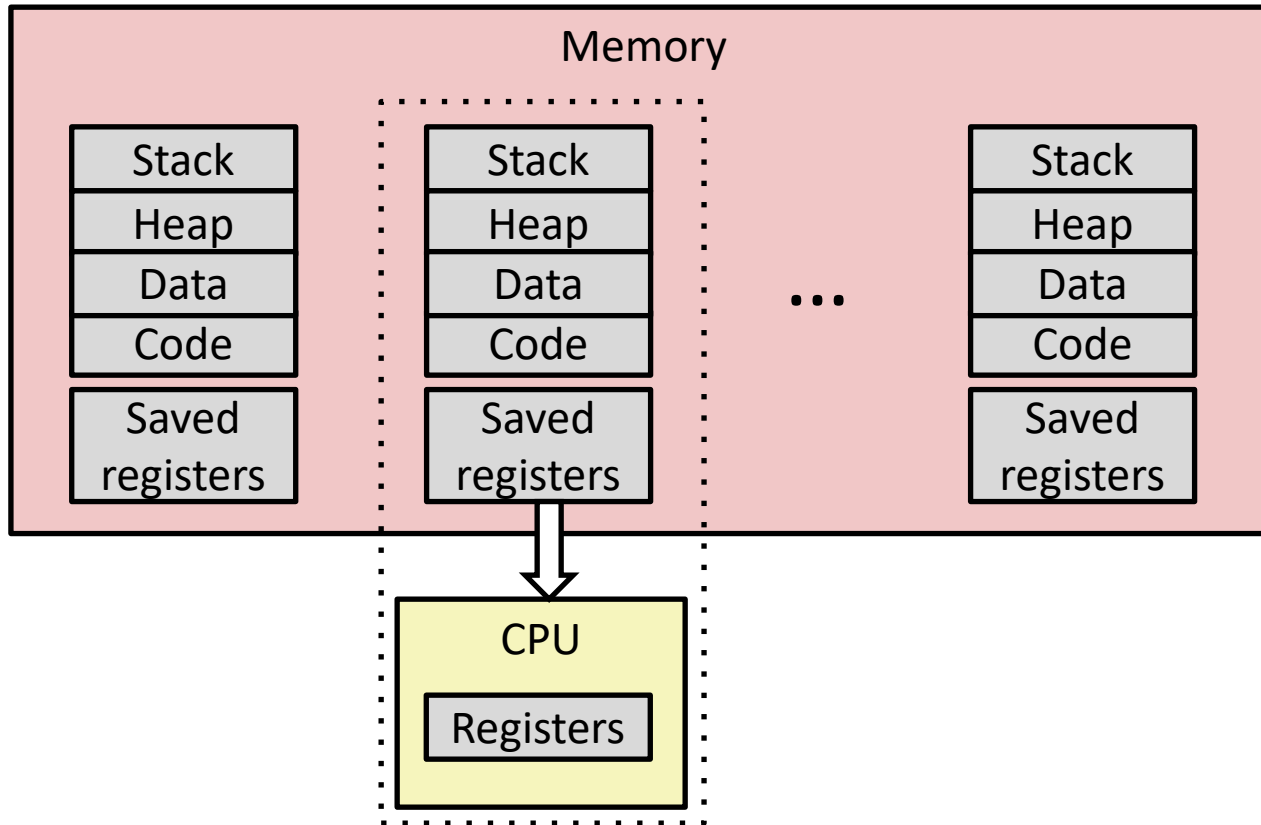 Memory
Stack
Heap
Data
Code
Saved
registers
Stack
Heap
Data
Code
Saved
registers
...
Stack
Heap
Data
Code
Saved
registers
CPU
Registers